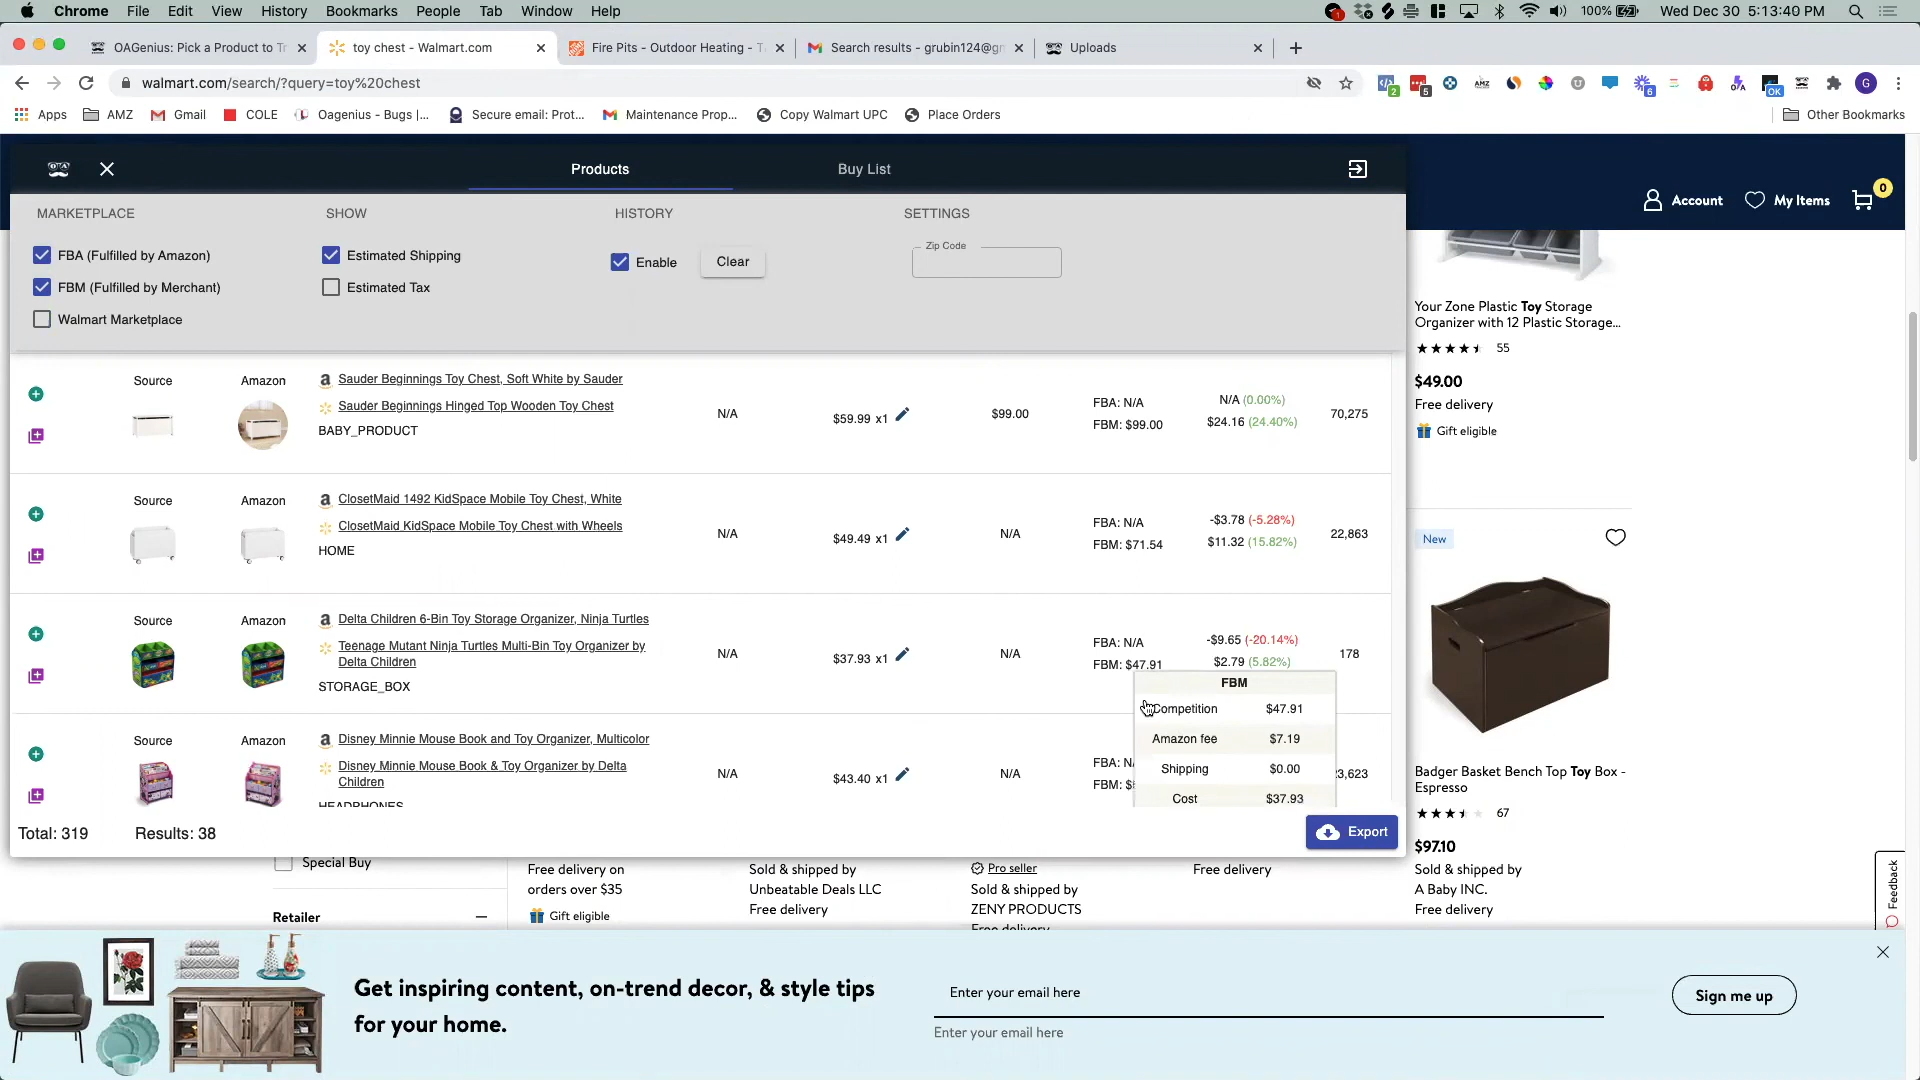 Chrome File Edit View History Bookmarks People Tab Window Help 100% Wed Dec 30 5:13:40 PM
OAGenius: Pick a Product to Tr toy chest - Walmart.com Fire Pits - Outdoor Heating - T Search results - grubin124@gm Uploads
walmart.com/search/?query=toy%20chest
Apps AMZ Gmail COLE Oagenius - Bugs |... Secure email: Prot... Maintenance Prop... Copy Walmart UPC Place Orders Other Bookmarks
Products Buy List
Account My Items 0
MARKETPLACE SHOW HISTORY SETTINGS
FBA (Fulfilled by Amazon) Estimated Shipping Enable Clear Zip Code
FBM (Fulfilled by Merchant) Estimated Tax
Walmart Marketplace
Source Amazon Sauder Beginnings Toy Chest, Soft White by Sauder
Sauder Beginnings Hinged Top Wooden Toy Chest
BABY_PRODUCT
N/A $59.99 x1 $99.00 FBA: N/A N/A (0.00%) 70,275
FBM: $99.00 $24.16 (24.40%)
Source Amazon ClosetMaid 1492 KidSpace Mobile Toy Chest, White
ClosetMaid KidSpace Mobile Toy Chest with Wheels
HOME
N/A $49.49 x1 N/A FBA: N/A -$3.78 (-5.28%) 22,863
FBM: $71.54 $11.32 (15.82%)
Source Amazon Delta Children 6-Bin Toy Storage Organizer, Ninja Turtles
Teenage Mutant Ninja Turtles Multi-Bin Toy Organizer by
Delta Children
STORAGE_BOX
N/A $37.93 x1 N/A FBA: N/A -$9.65 (-20.14%) 178
FBM: $47.91 $2.79 (5.82%)
FBM
Competition $47.91
Amazon fee $7.19
Shipping $0.00
Cost $37.93
Source Amazon Disney Minnie Mouse Book and Toy Organizer, Multicolor
Disney Minnie Mouse Book & Toy Organizer by Delta
Children
HEADPHONES
N/A $43.40 x1 N/A FBA: N/ 3,623
FBM:
Total: 319 Results: 38 Export
Your Zone Plastic Toy Storage
Organizer with 12 Plastic Storage...
55
$49.00
Free delivery
Gift eligible
New
Badger Basket Bench Top Toy Box -
Espresso
67
$97.10
Sold & shipped by
A Baby INC.
Free delivery
Special Buy
Retailer
Free delivery on
orders over $35
Gift eligible
Sold & shipped by
Unbeatable Deals LLC
Free delivery
Pro seller
Sold & shipped by
ZENY PRODUCTS
Free delivery
Free delivery
Feedback
Get inspiring content, on-trend decor, & style tips
for your home.
Enter your email here
Enter your email here
Sign me up